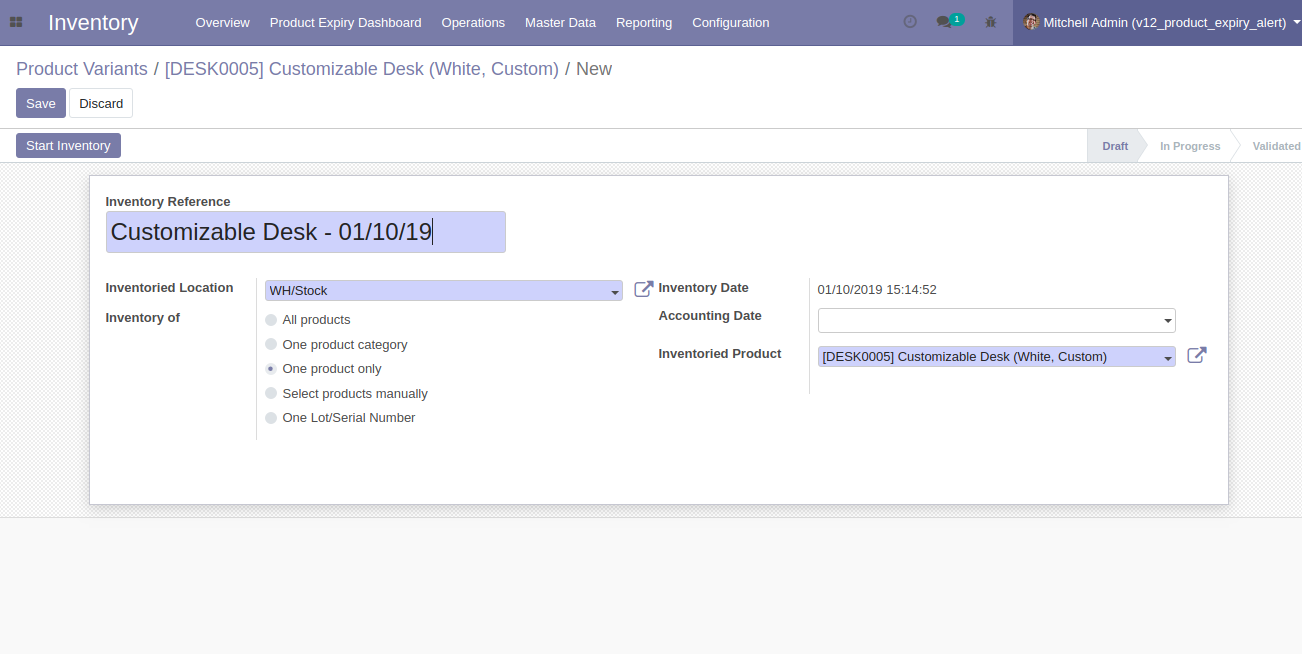 Inventory Overview Product Expiry Dashboard Operations Master Data Reporting Configuration 1 Mitchell Admin (v12_product_expiry_alert)
Product Variants / [DESK0005] Customizable Desk (White, Custom) / New
Save Discard
Start Inventory Draft In Progress Validated
Inventory Reference
Customizable Desk - 01/10/19
Inventoried Location WH/Stock
Inventory of
All products
One product category
One product only
Select products manually
One Lot/Serial Number
Inventory Date 01/10/2019 15:14:52
Accounting Date
Inventoried Product [DESK0005] Customizable Desk (White, Custom)